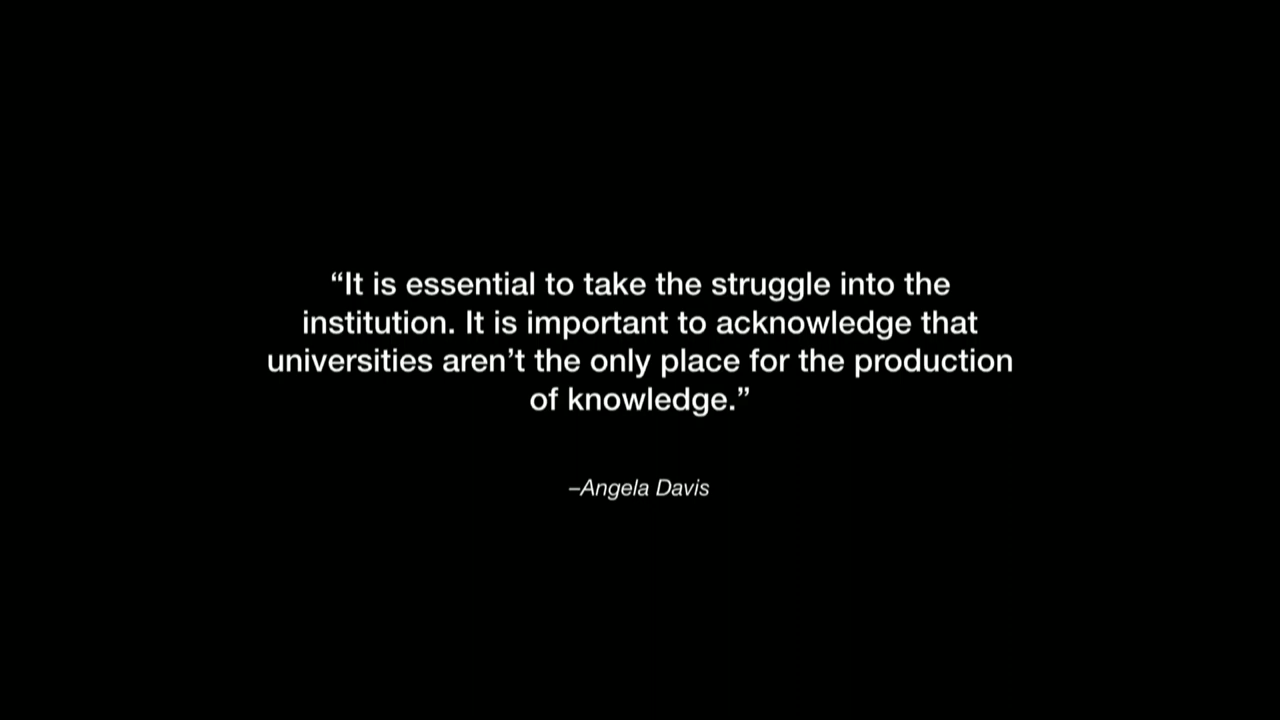 “It is essential to take the struggle into the
institution. It is important to acknowledge that
universities aren’t the only place for the production
of knowledge.”
–Angela Davis